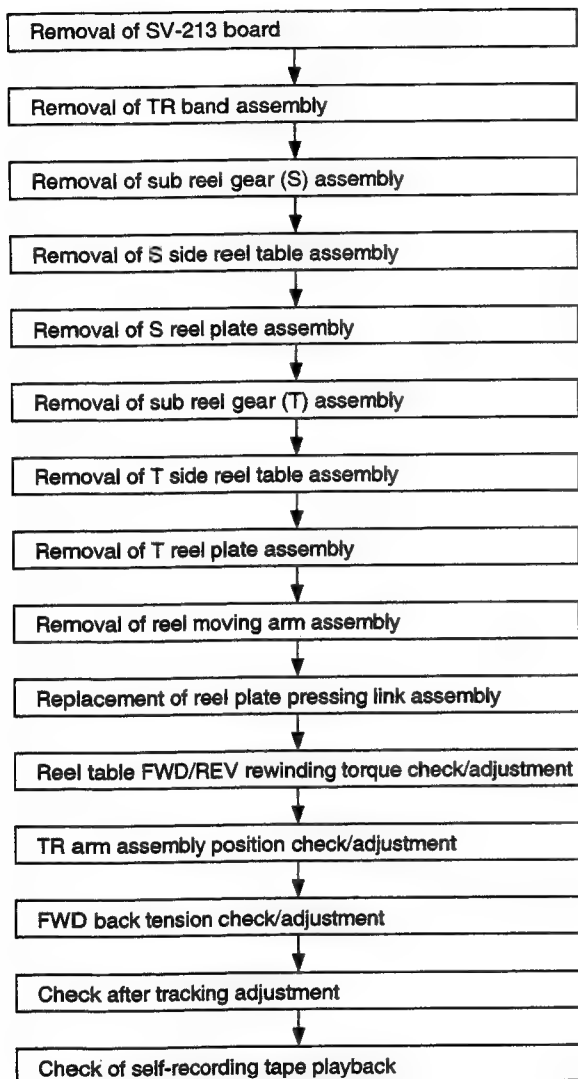 Removal of SV-213 board
Removal of TR band assembly
Removal of sub reel gear (S) assembly
Removal of S side reel table assembly
Removal of S reel plate assembly
Removal of sub reel gear (T) assembly
Removal of T side reel table assembly
Removal of T reel plate assembly
Removal of reel moving arm assembly
Replacement of reel plate pressing link assembly
Reel table FWD/REV rewinding torque check/adjustment
TR arm assembly position check/adjustment
FWD back tension check/adjustment
Check after tracking adjustment
Check of self-recording tape playback